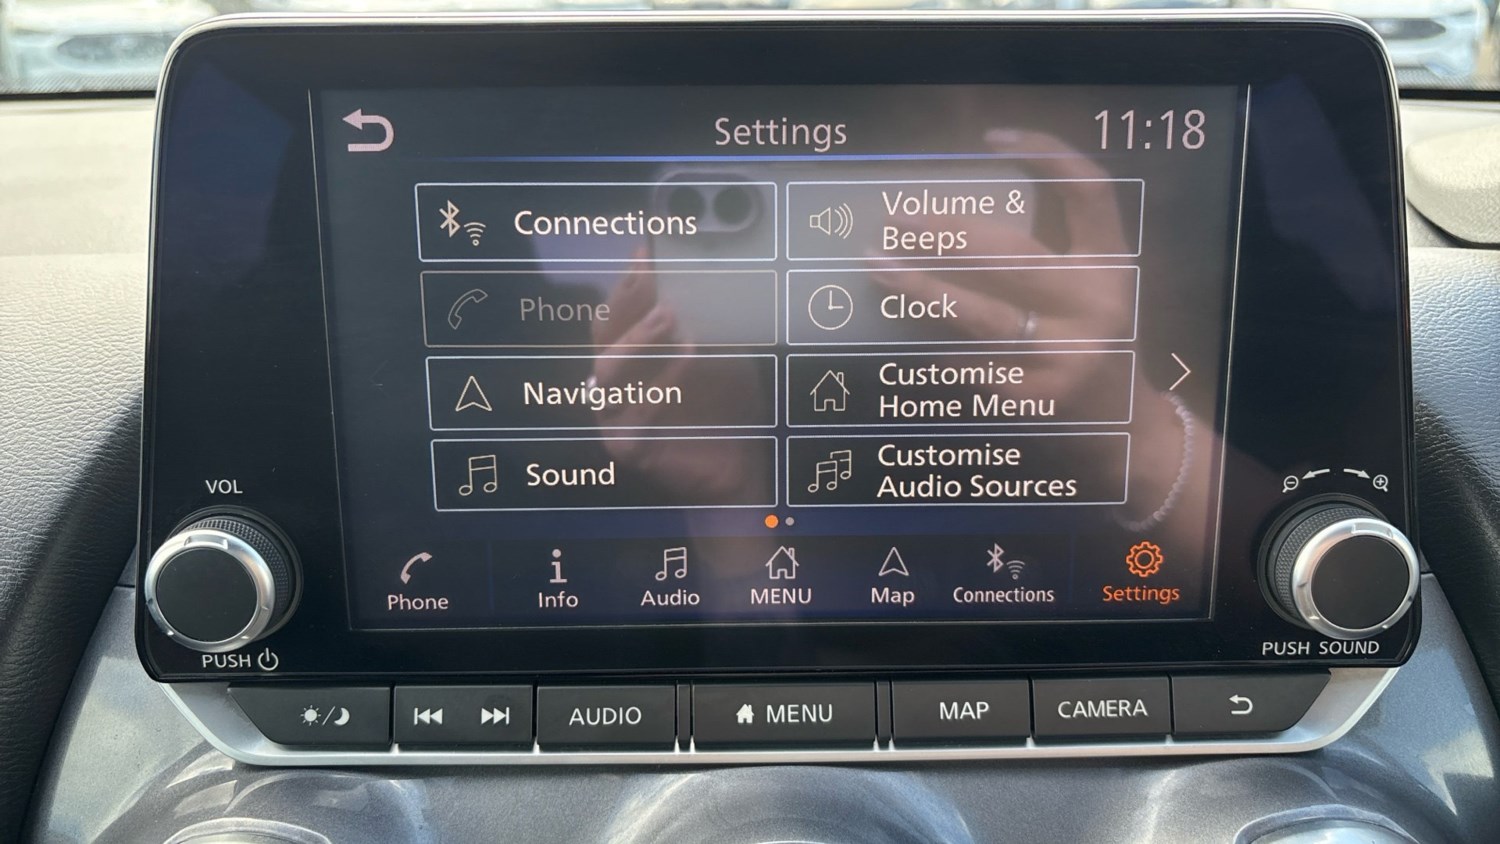 Settings
11:18
Connections
Volume &
Beeps
Phone
Clock
Navigation
Customise
Home Menu
Sound
Customise
Audio Sources
VOL
Phone
Info
Audio
MENU
Map
Connections
Settings
PUSH
PUSH SOUND
AUDIO
MENU
MAP
CAMERA